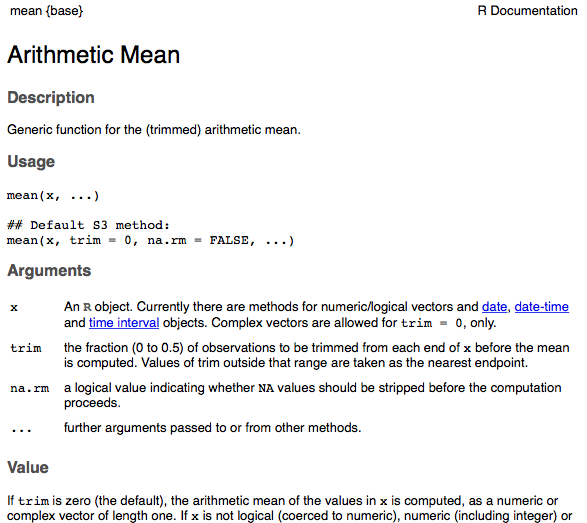 mean {base}
R Documentation
Arithmetic Mean
Description
Generic function for the (trimmed) arithmetic mean.
Usage
mean(x, ...)
## Default S3 method:
mean(x, trim = 0, na.rm = FALSE, ...)
Arguments
x An R object. Currently there are methods for numeric/logical vectors and date, date-time
and time interval objects. Complex vectors are allowed for trim = 0, only.
trim the fraction (0 to 0.5) of observations to be trimmed from each end of x before the mean
is computed. Values of trim outside that range are taken as the nearest endpoint.
na.rm a logical value indicating whether NA values should be stripped before the computation
proceeds.
... further arguments passed to or from other methods.
Value
If trim is zero (the default), the arithmetic mean of the values in x is computed, as a numeric or
complex vector of length one. If x is not logical (coerced to numeric), numeric (including integer) or